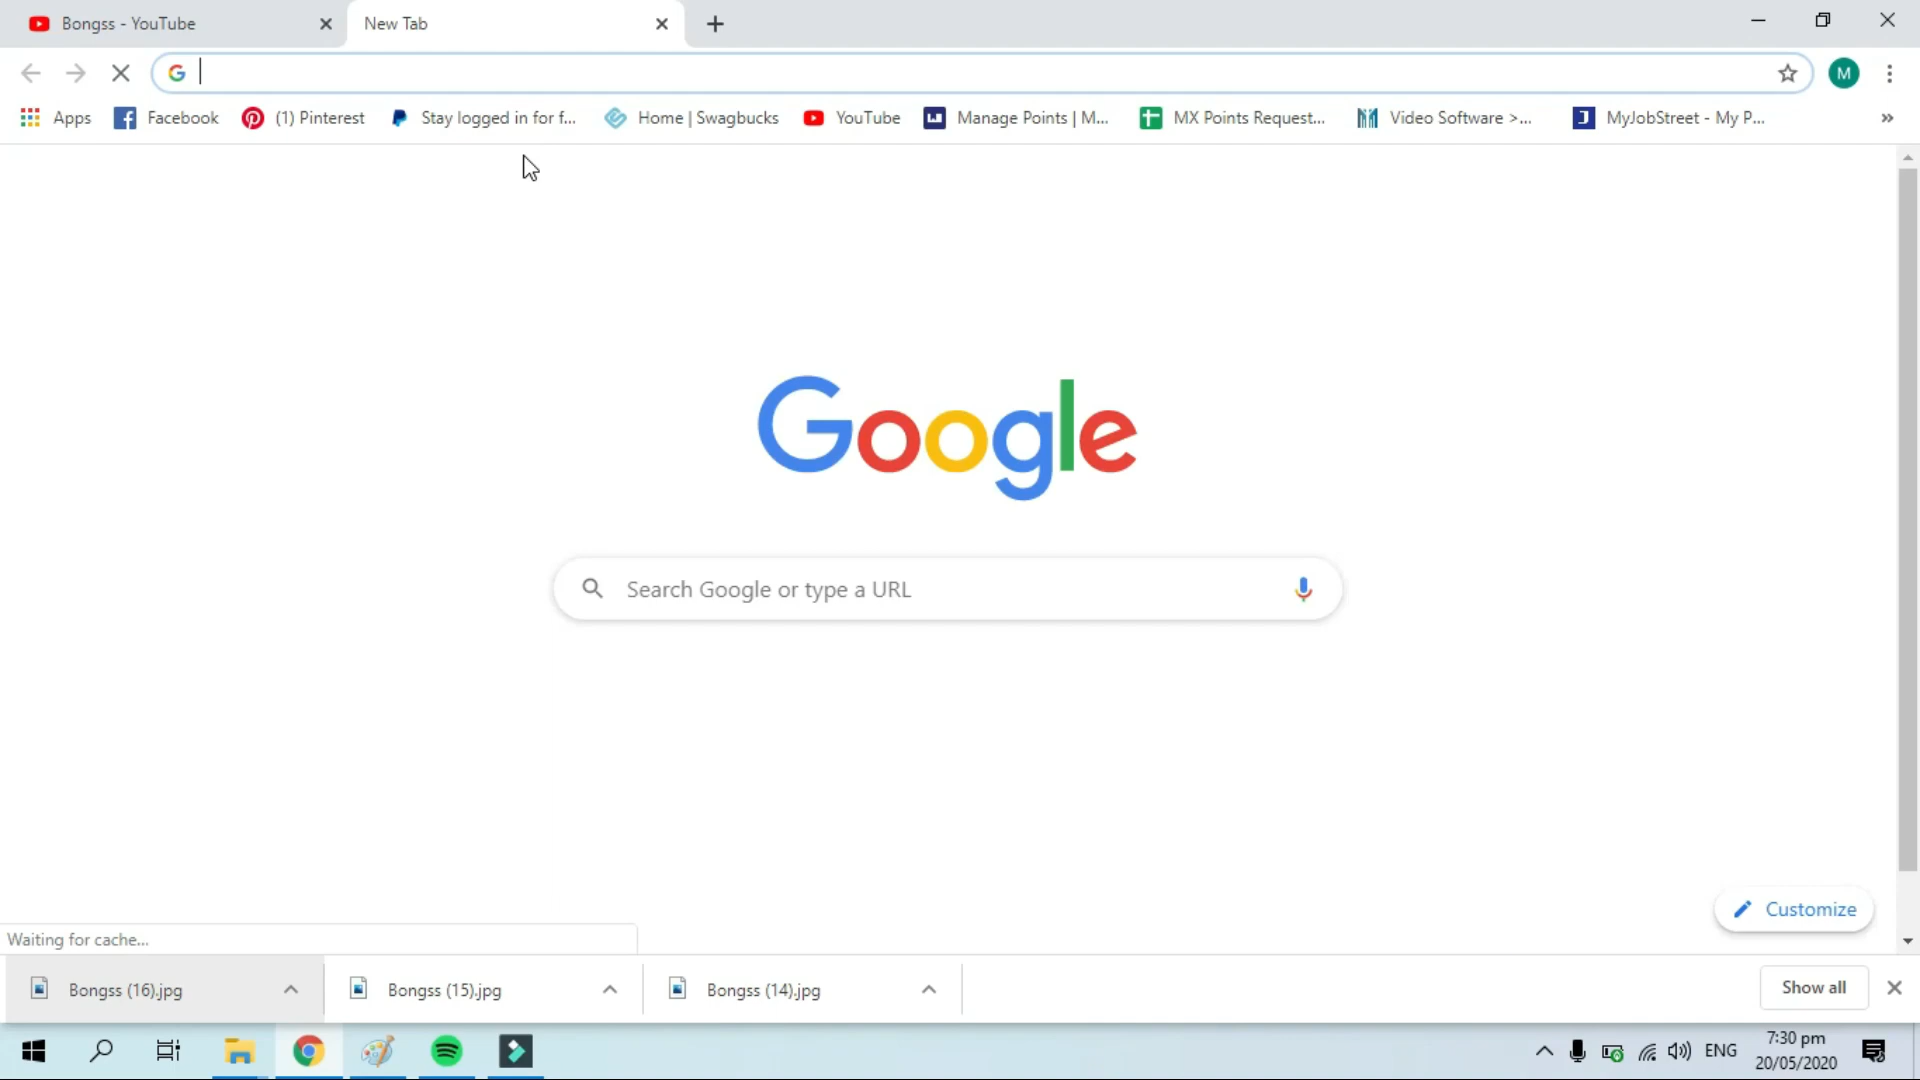 Bongss - YouTube
New Tab
Apps
Facebook
(1) Pinterest
Stay logged in for f...
Home | Swagbucks
YouTube
Manage Points | M...
MX Points Request...
Video Software >...
MyJobStreet - My P...
Google
Search Google or type a URL
Customize
Waiting for cache...
Bongss (16).jpg
Bongss (15).jpg
Bongss (14).jpg
Show all
ENG
7:30 pm
20/05/2020
M